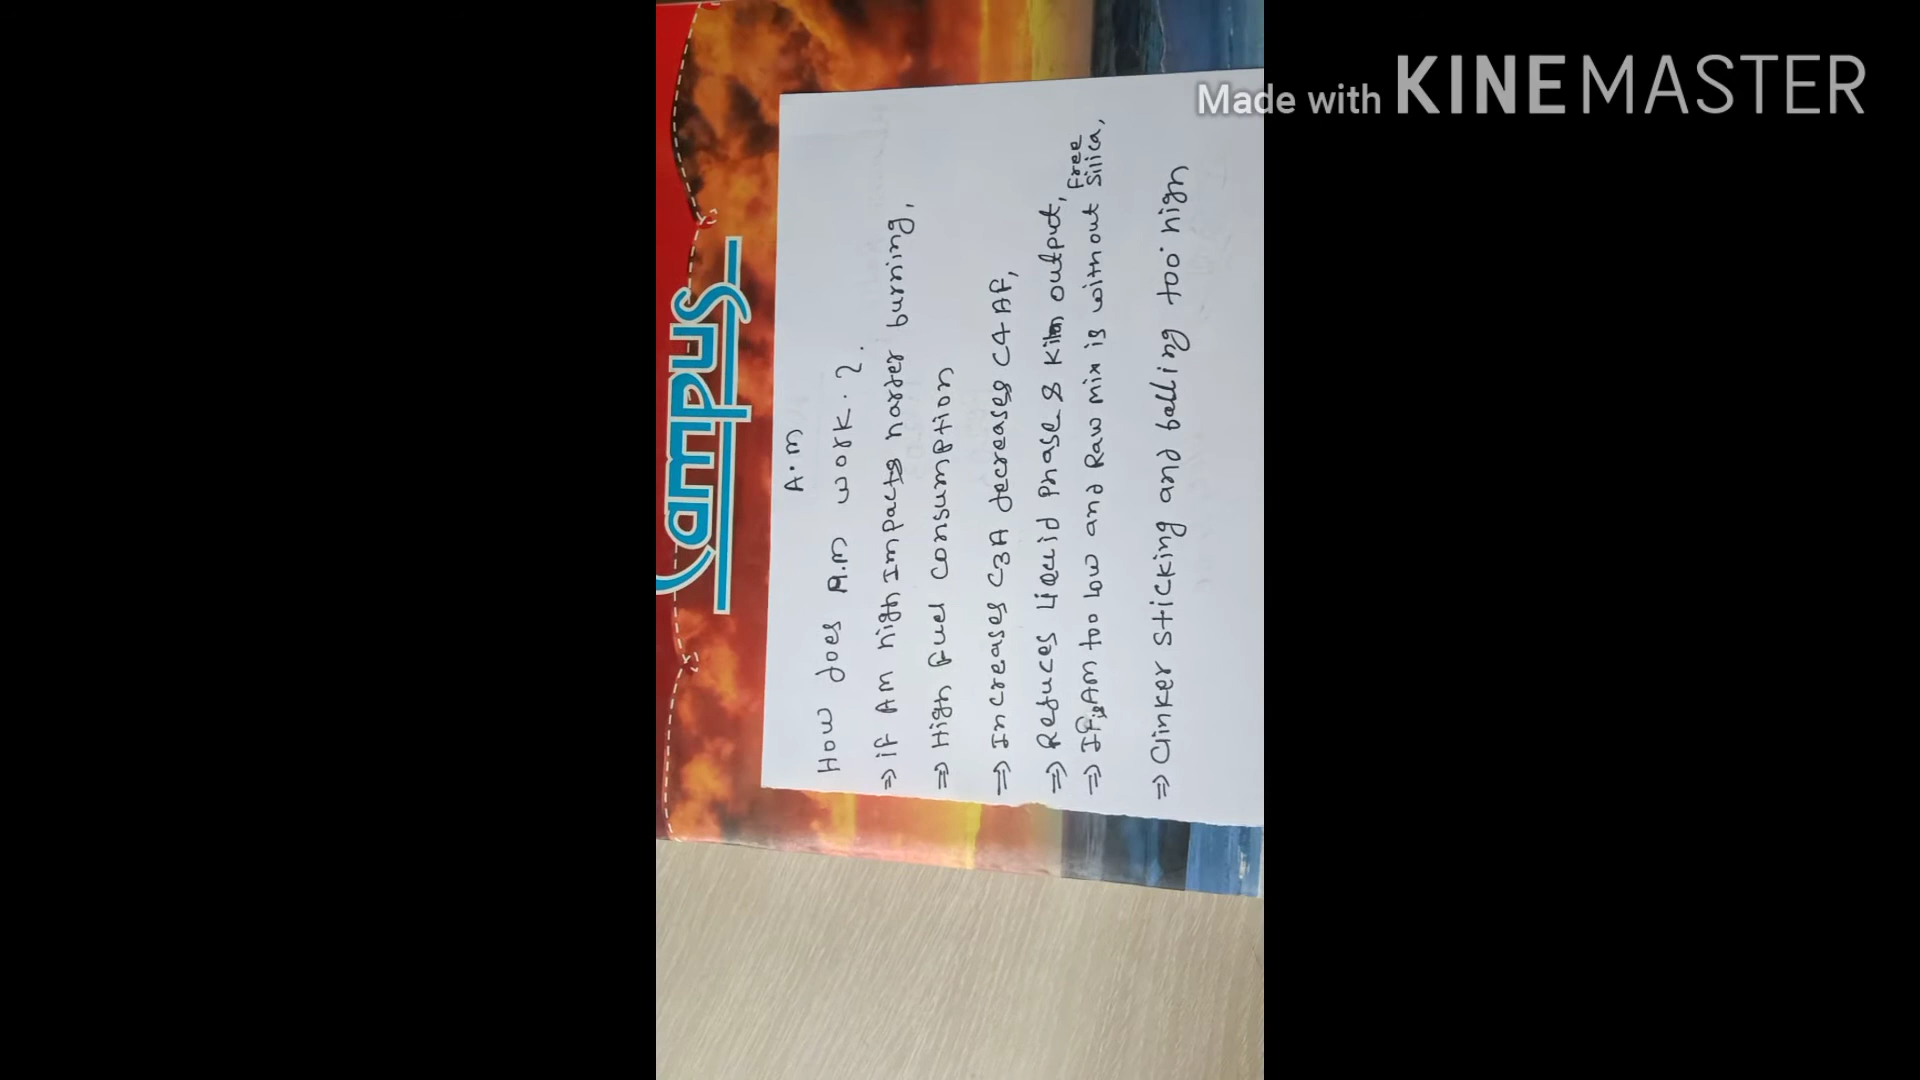 Made with KINEMASTER
Campus
A.m
How does A.m work.?
⇒ if AM high Impacts harder burning,
⇒ High Fuel Consumption
⇒ Increases C3A decreases C4AF,
⇒ Reduces Liquid Phase & Kiln output,
⇒ If is AM too low and Raw mix is without Free Silica,
⇒ Clinker sticking and balling too high